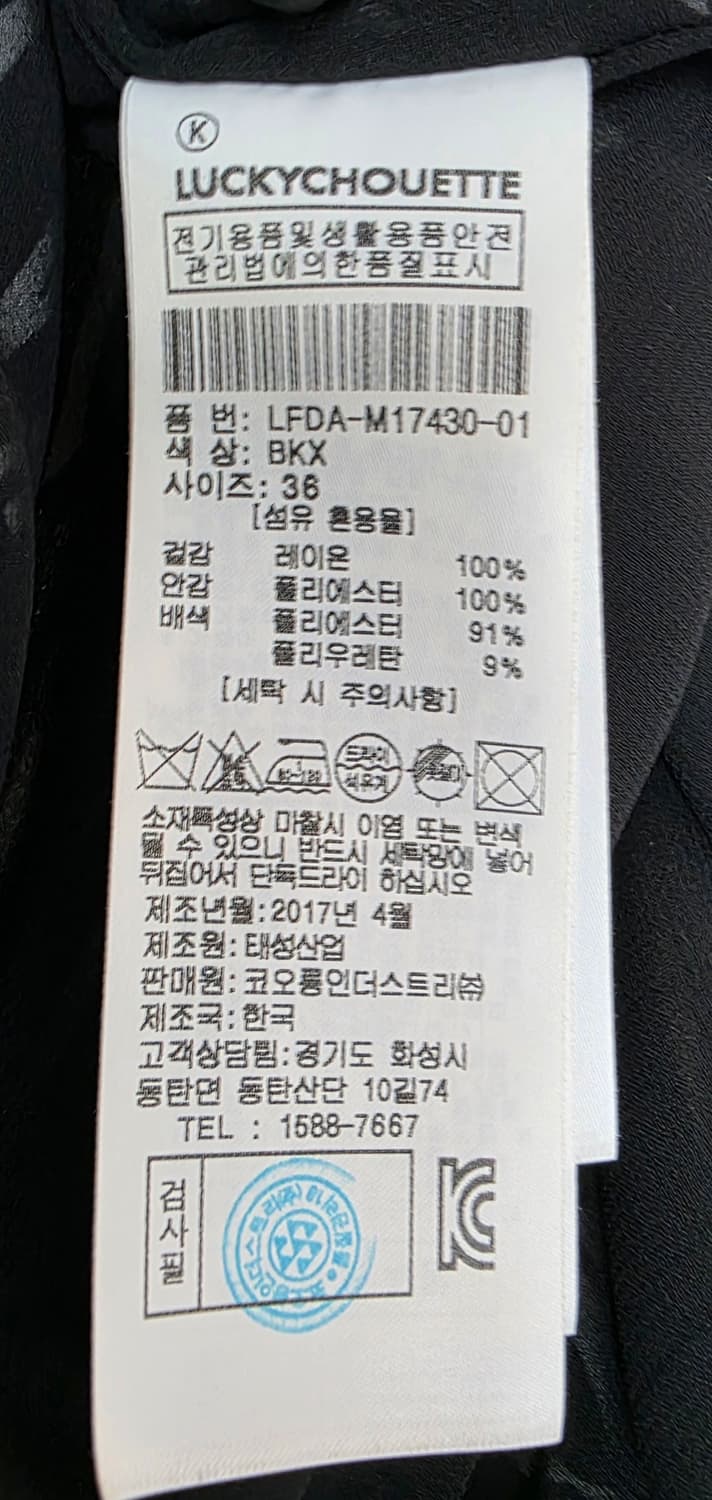 K
LUCKYCHOUETTE
전기용품및생활용품안전
관리법에의한품질표시
품 번: LFDA-M17430-01
색 상: BKX
사이즈: 36
[섬유 혼용율]
겉감 레이온 100%
안감 폴리에스터 100%
배색 폴리에스터 91%
폴리우레탄 9%
[세탁 시 주의사항]
드라이
석유계
소재특성상 마찰시 이염 또는 변색
될 수 있으니 반드시 세탁망에 넣어
뒤집어서 단독드라이 하십시오
제조년월:2017년 4월
제조원:태성산업
판매원:코오롱인더스트리㈜
제조국:한국
고객상담팀:경기도 화성시
동탄면 동탄산단 10길74
TEL : 1588-7667
검사필